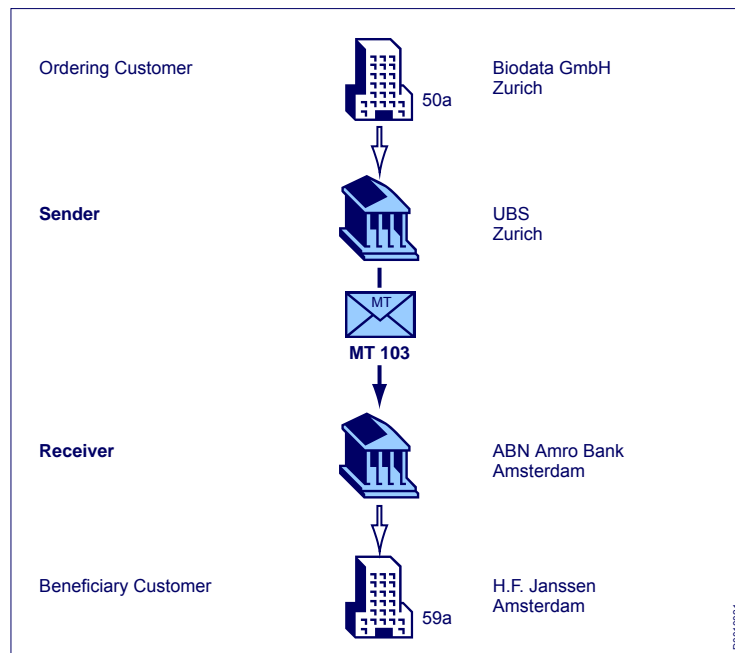 Ordering Customer
50a
Biodata GmbH
Zurich
Sender
UBS
Zurich
MT
MT 103
Receiver
ABN Amro Bank
Amsterdam
Beneficiary Customer
59a
H.F. Janssen
Amsterdam